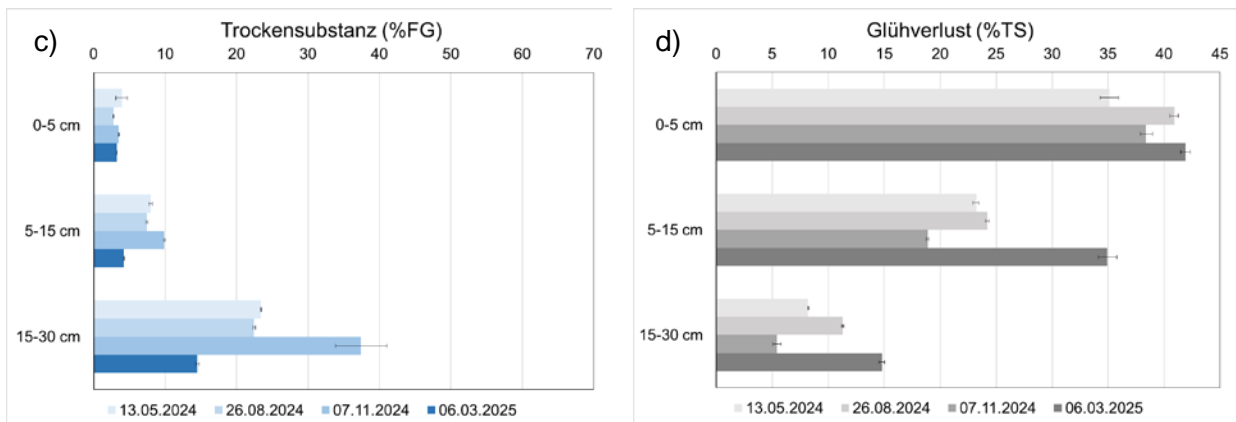 c)
Trockensubstanz (%FG)
0 10 20 30 40 50 60 70
0-5 cm
5-15 cm
15-30 cm
13.05.2024 26.08.2024 07.11.2024 06.03.2025
d)
Glühverlust (%TS)
0 5 10 15 20 25 30 35 40 45
0-5 cm
5-15 cm
15-30 cm
13.05.2024 26.08.2024 07.11.2024 06.03.2025